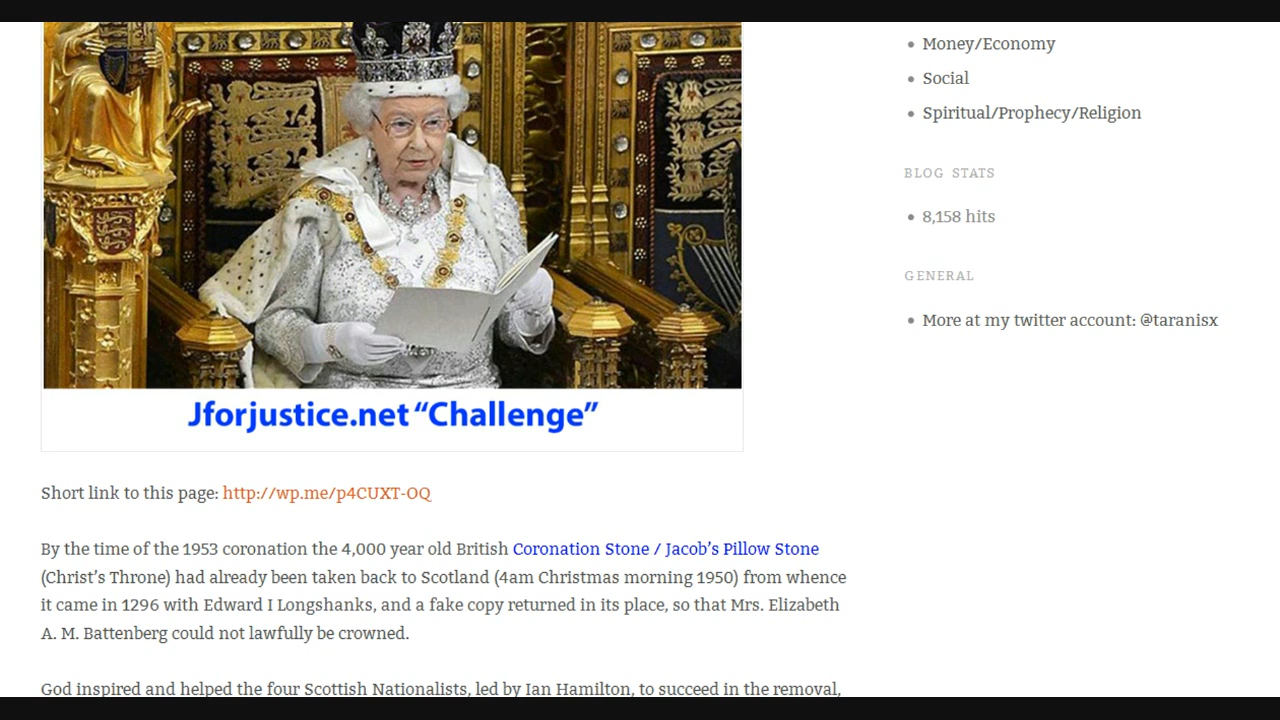 Jforjustice.net “Challenge”
Short link to this page: http://wp.me/p4CUXT-OQ
By the time of the 1953 coronation the 4,000 year old British Coronation Stone / Jacob’s Pillow Stone
(Christ’s Throne) had already been taken back to Scotland (4am Christmas morning 1950) from whence
it came in 1296 with Edward I Longshanks, and a fake copy returned in its place, so that Mrs. Elizabeth
A. M. Battenberg could not lawfully be crowned.
God inspired and helped the four Scottish Nationalists, led by Ian Hamilton, to succeed in the removal,
Money/Economy
Social
Spiritual/Prophecy/Religion
BLOG STATS
8,158 hits
GENERAL
More at my twitter account: @taranisx